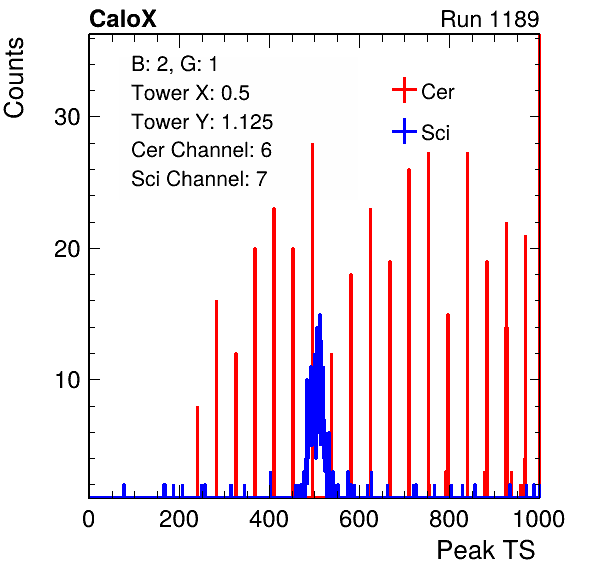 CaloX Run 1189
Counts
B: 2, G: 1
Tower X: 0.5
Tower Y: 1.125
Cer Channel: 6
Sci Channel: 7
Cer
Sci
30
20
10
0 200 400 600 800 1000
Peak TS